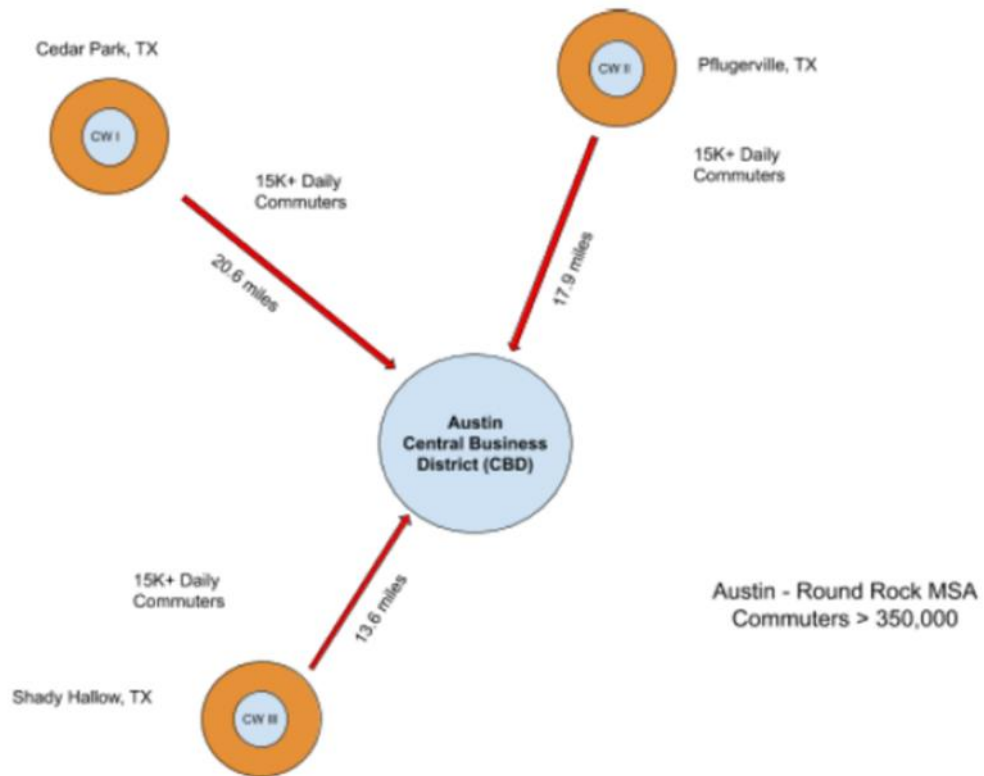 Cedar Park, TX
CW I
CW II
Pflugerville, TX
15K+ Daily
Commuters
15K+ Daily
Commuters
20.6 miles
17.9 miles
Austin
Central Business
District (CBD)
15K+ Daily
Commuters
13.6 miles
Austin - Round Rock MSA
Commuters > 350,000
Shady Hallow, TX
CW III